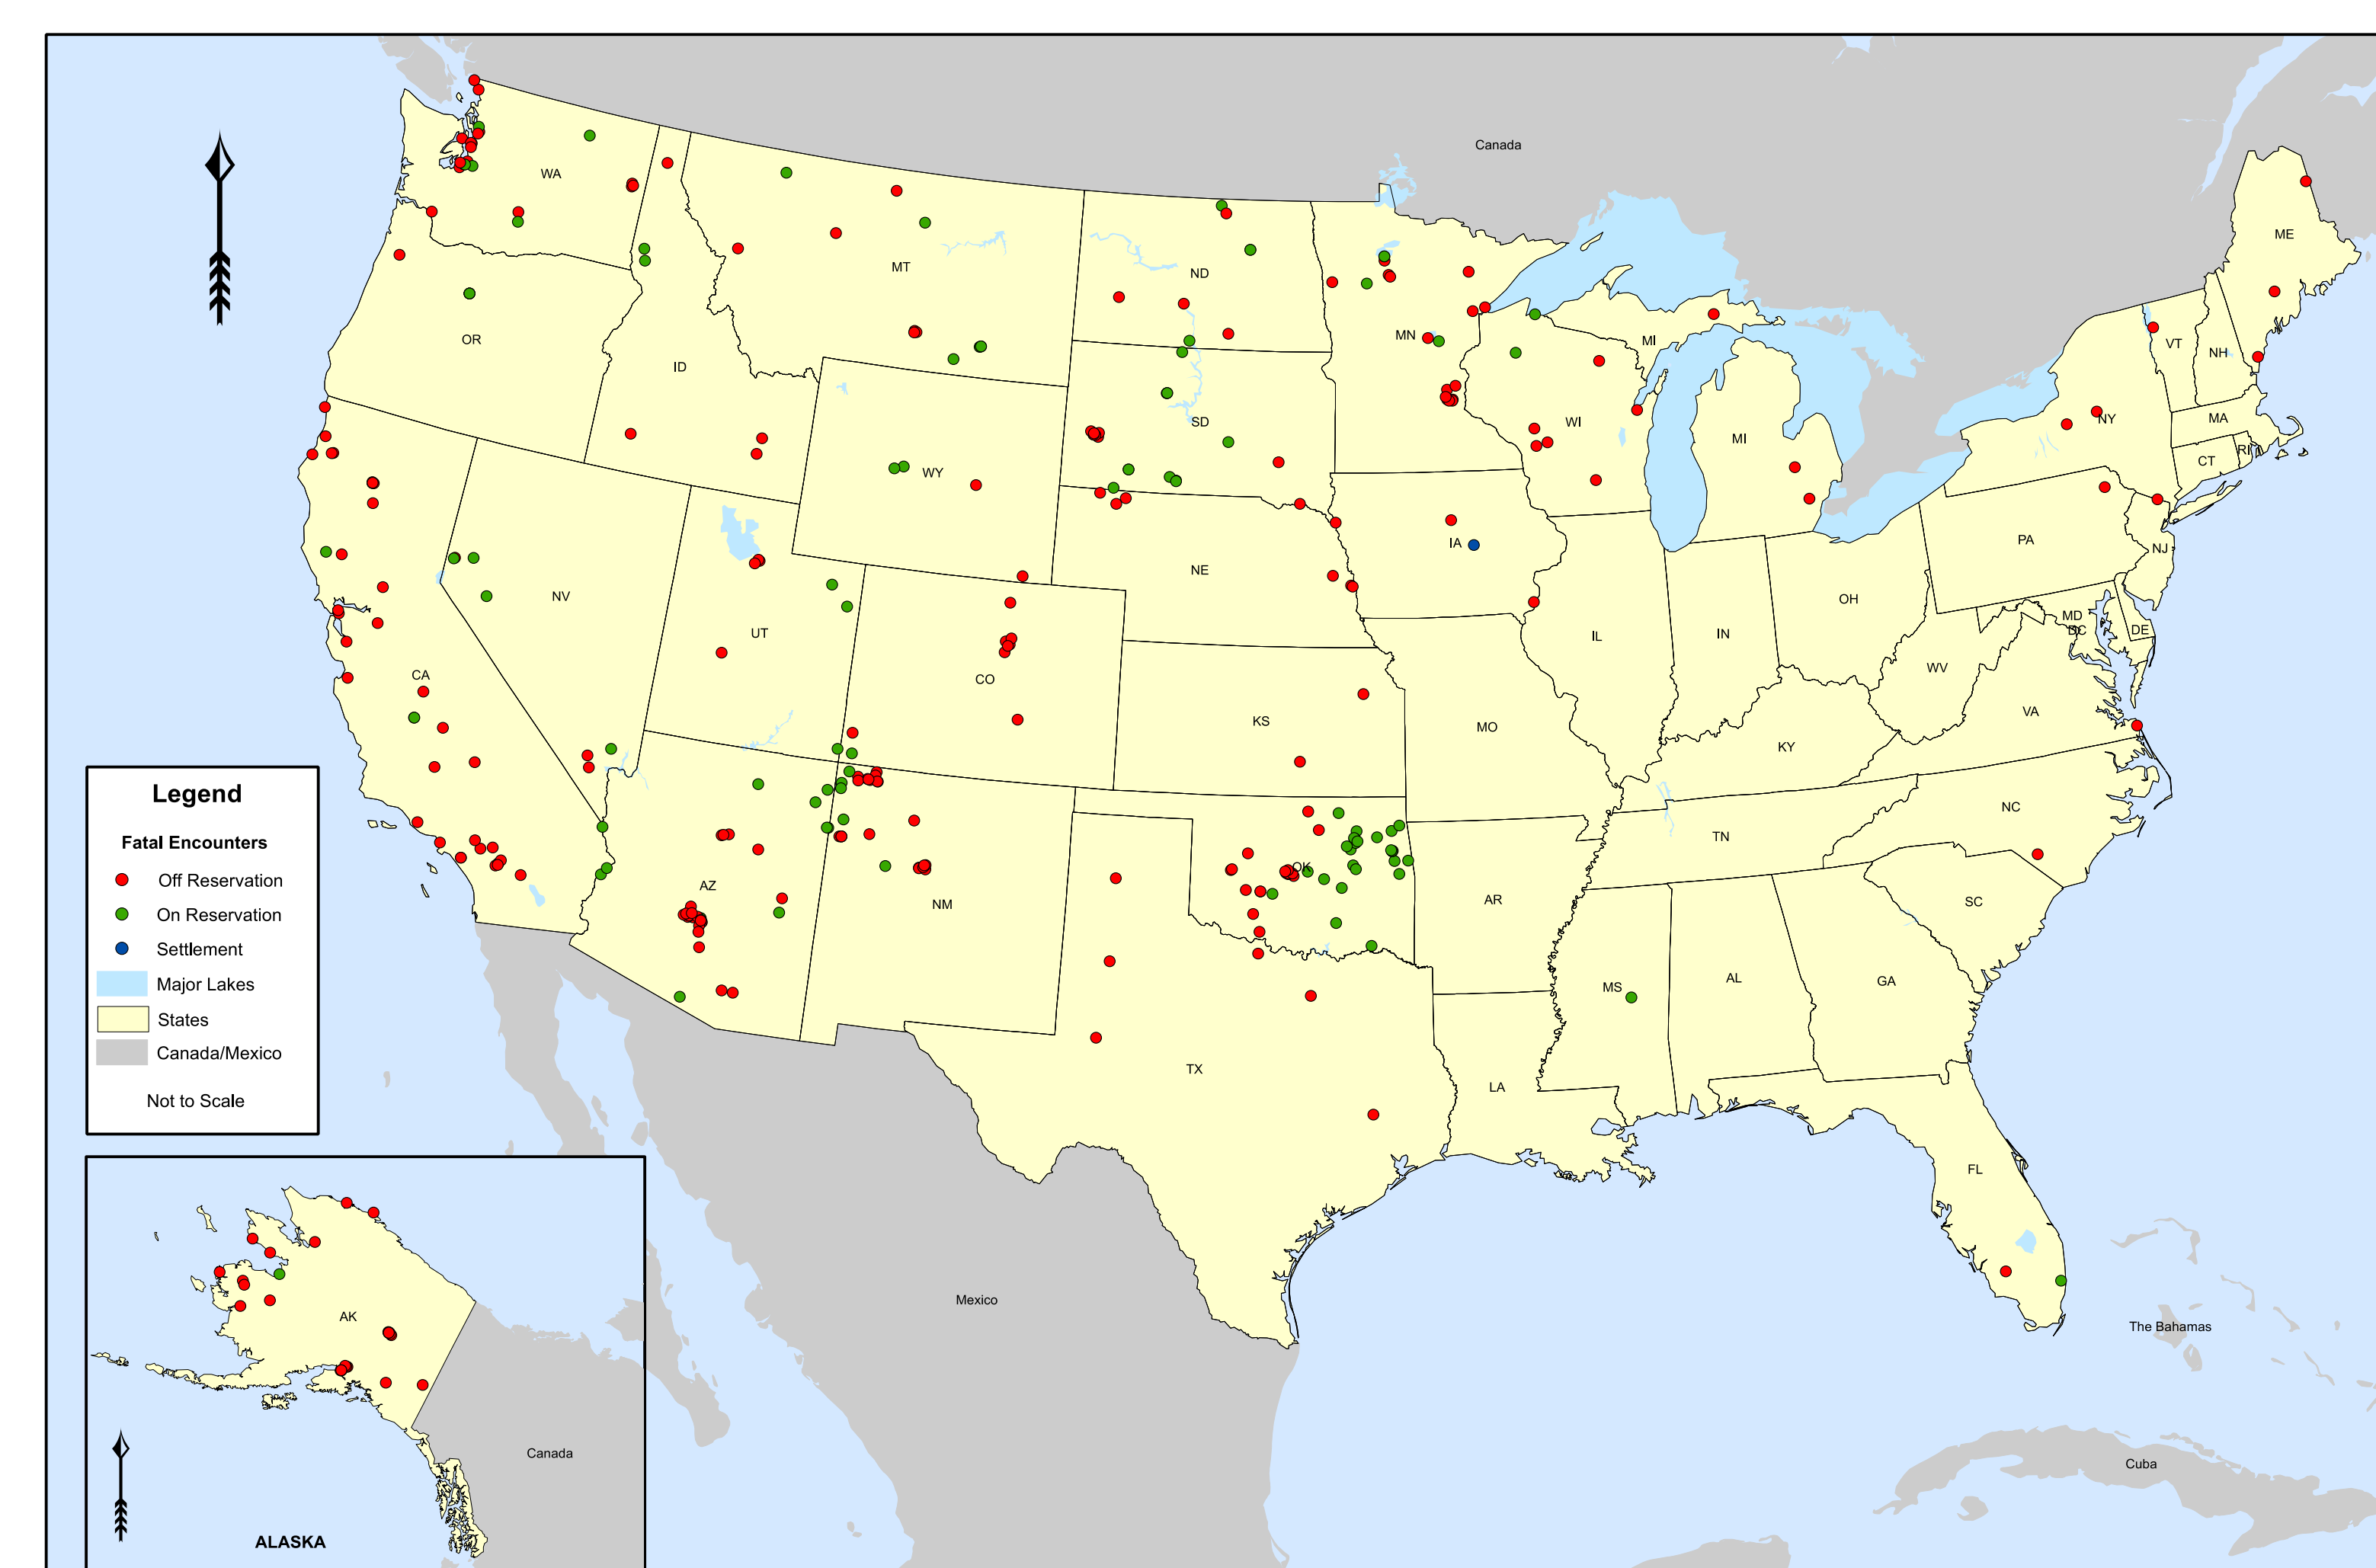 Canada
WA
ME
MT
ND
OR
MN
MI
VT
NH
ID
SD
WI
NY
MA
MI
RI
CT
WY
IA
PA
NJ
NE
NV
OH
UT
IL
IN
MD
DC
DE
WV
CA
CO
KS
MO
VA
KY
NC
TN
OK
AZ
NM
AR
SC
MS
AL
GA
TX
LA
FL
Mexico
The Bahamas
Cuba
Legend
Fatal Encounters
Off Reservation
On Reservation
Settlement
Major Lakes
States
Canada/Mexico
Not to Scale
AK
Canada
ALASKA